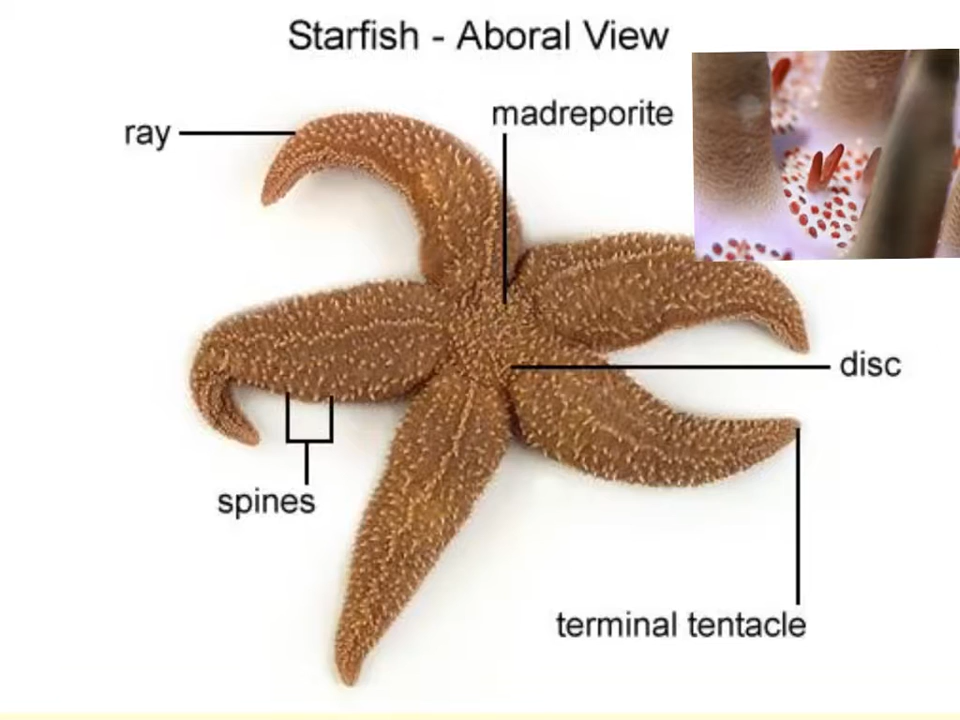 Starfish - Aboral View
madreporite
ray
disc
spines
terminal tentacle